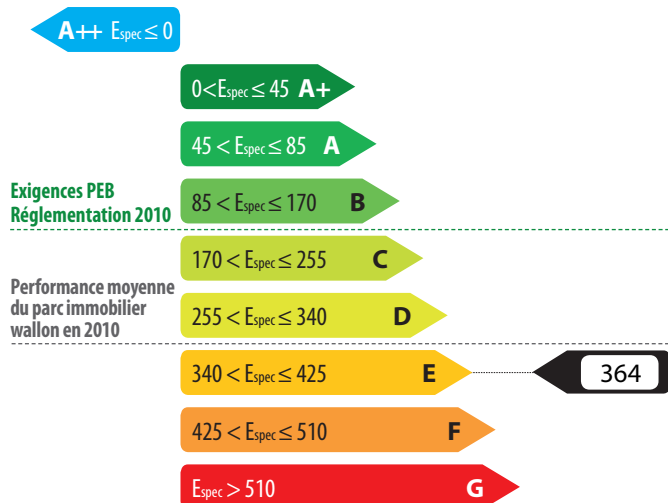 A++ Espec ≤ 0
0<Espec ≤ 45 A+
45 < Espec ≤ 85 A
Exigences PEB
Réglementation 2010
85 < Espec ≤ 170 B
170 < Espec ≤ 255 C
Performance moyenne
du parc immobilier
wallon en 2010
255 < Espec ≤ 340 D
340 < Espec ≤ 425 E
364
425 < Espec ≤ 510 F
Espec > 510 G